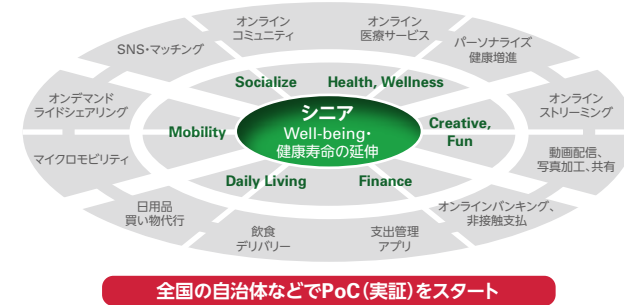 オンライン
コミュニティ
オンライン
医療サービス
SNS・マッチング
パーソナライズ
健康増進
Socialize
Health, Wellness
オンデマンド
ライドシェアリング
オンライン
ストリーミング
シニア
Well-being・
健康寿命の延伸
Mobility
Creative,
Fun
マイクロモビリティ
動画配信、
写真加工、共有
Daily Living
Finance
日用品
買い物代行
オンラインバンキング、
非接触支払
飲食
デリバリー
支出管理
アプリ
全国の自治体などでPoC(実証)をスタート